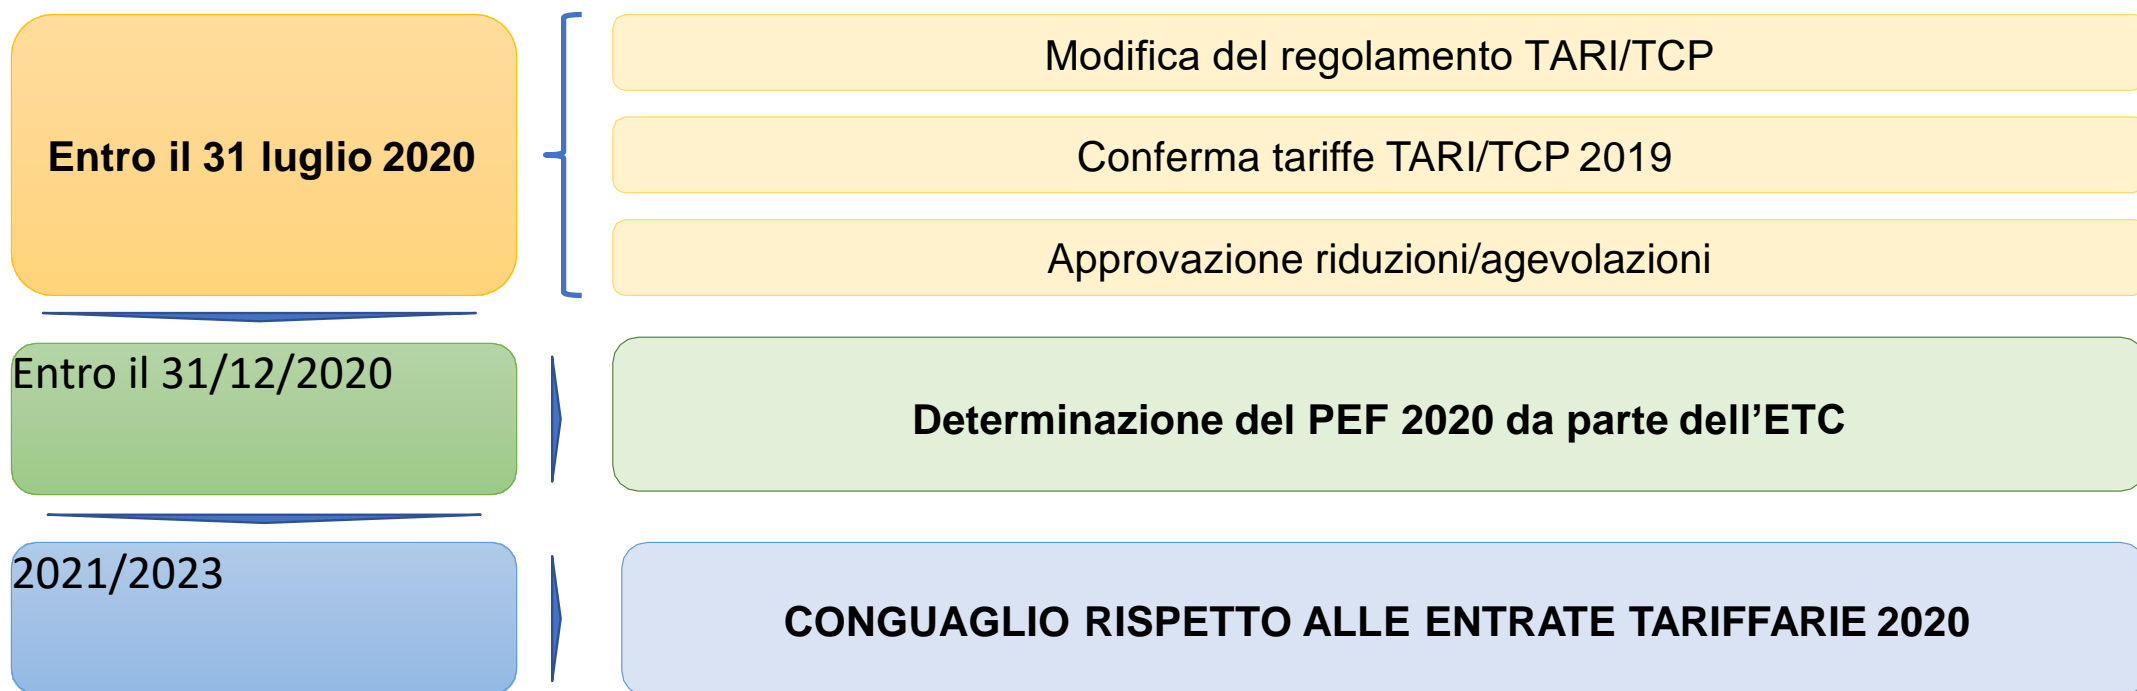 Entro il 31 luglio 2020
Modifica del regolamento TARI/TCP
Conferma tariffe TARI/TCP 2019
Approvazione riduzioni/agevolazioni
Entro il 31/12/2020
Determinazione del PEF 2020 da parte dell’ETC
2021/2023
CONGUAGLIO RISPETTO ALLE ENTRATE TARIFFARIE 2020